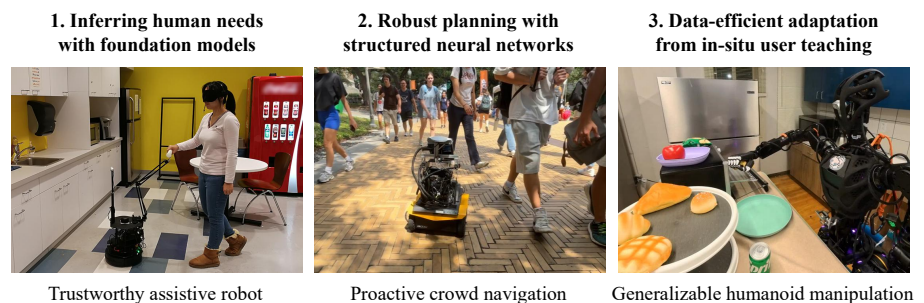 1. Inferring human needs
with foundation models
2. Robust planning with
structured neural networks
3. Data-efficient adaptation
from in-situ user teaching
Trustworthy assistive robot
Proactive crowd navigation
Generalizable humanoid manipulation